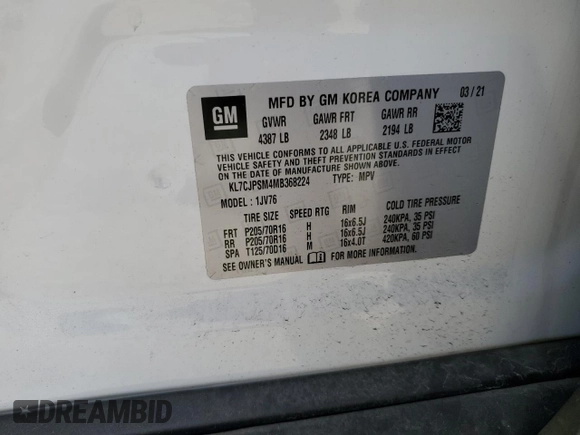 GM
MFD BY GM KOREA COMPANY 03 / 21
GVWR GAWR FRT GAWR RR
4387 LB 2348 LB 2194 LB
THIS VEHICLE CONFORMS TO ALL APPLICABLE U.S. FEDERAL MOTOR
VEHICLE SAFETY AND THEFT PREVENTION STANDARDS IN EFFECT ON THE
DATE OF MANUFACTURE SHOWN ABOVE.
KL7CJPSM4MB368224 TYPE: MPV
MODEL : 1JV76
TIRE SIZE SPEED RTG RIM COLD TIRE PRESSURE
FRT P205/70R16 H 16x6.5J 240KPA, 35 PSI
RR P205/70R16 H 16x6.5J 240KPA, 35 PSI
SPA T125/70D16 M 16x4.0T 420KPA, 60 PSI
SEE OWNER'S MANUAL FOR MORE INFORMATION.
DREAMBID